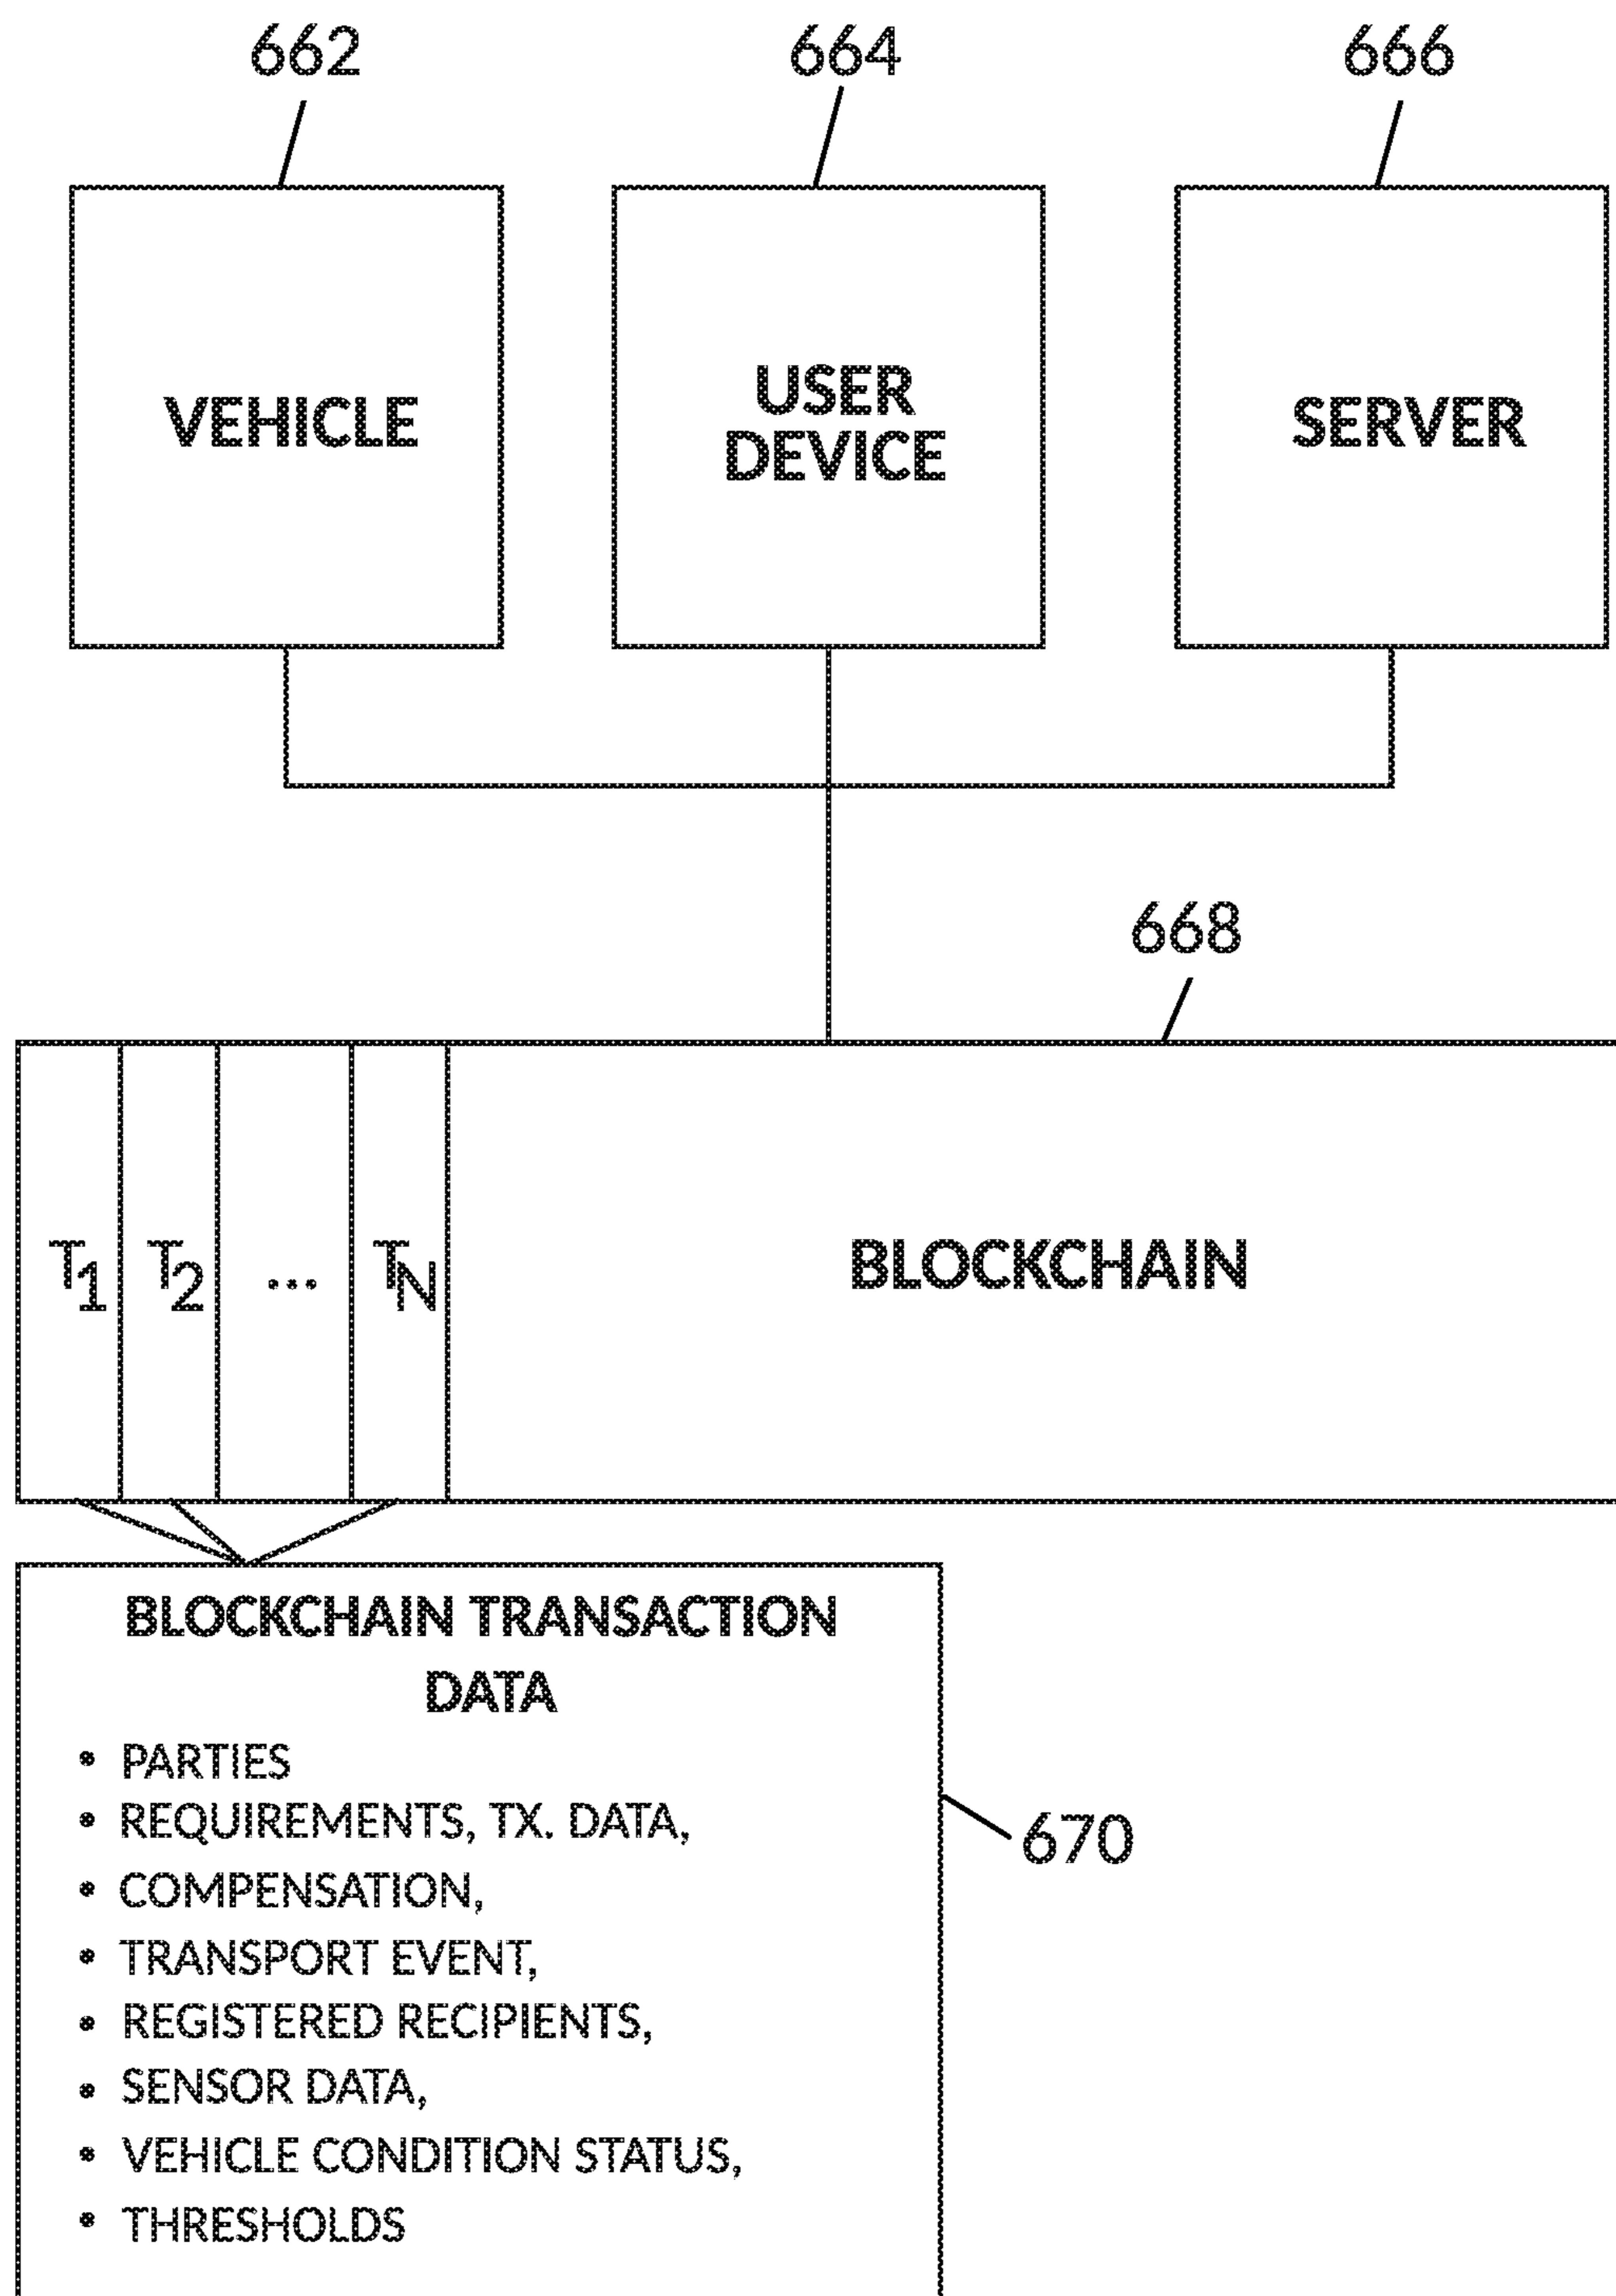 662
664
666
VEHICLE
USER
DEVICE
SERVER
668
T1
T2
...
TN
BLOCKCHAIN
BLOCKCHAIN TRANSACTION
DATA
• PARTIES
• REQUIREMENTS, TX. DATA,
• COMPENSATION,
• TRANSPORT EVENT,
• REGISTERED RECIPIENTS,
• SENSOR DATA,
• VEHICLE CONDITION STATUS,
• THRESHOLDS
670